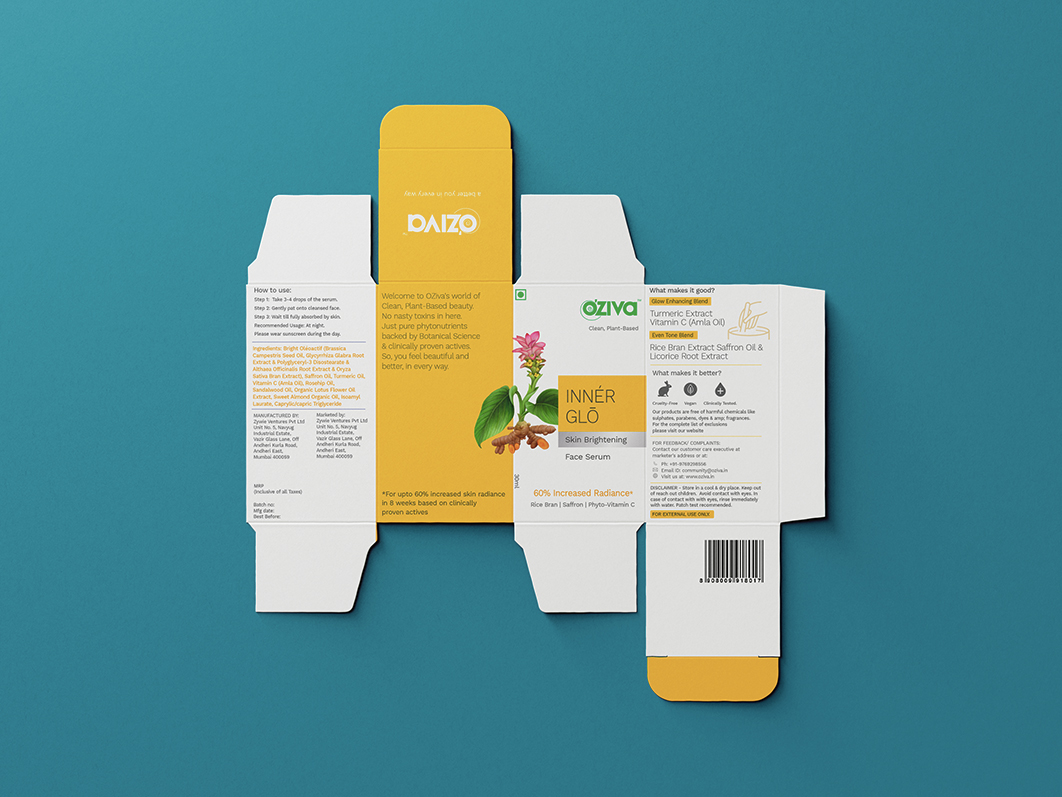 a better you in every way
OZIVA
How to use:
Step 1: Take 3-4 drops of the serum.
Step 2: Gently pat onto cleansed face.
Step 3: Wait till fully absorbed by skin.
Recommended Usage: At night.
Please wear sunscreen during the day.
Ingredients: Bright Oleoactif (Brassica
Campestris Seed Oil, Glycyrrhiza Glabra Root
Extract & Polyglyceryl-3 Diisostearate &
Althaea Officinalis Root Extract & Oryza
Sativa Bran Extract), Saffron Oil, Turmeric Oil,
Vitamin C (Amla Oil), Rosehip Oil,
Sandalwood Oil, Organic Lotus Flower Oil
Extract, Sweet Almond Organic Oil, Isoamyl
Laurate, Caprylic/capric Triglyceride
MANUFACTURED BY:
Zywie Ventures Pvt Ltd
Unit No. 5, Navyug
Industrial Estate,
Vazir Glass Lane, Off
Andheri Kurla Road,
Andheri East,
Mumbai 400059
Marketed by:
Zywie Ventures Pvt Ltd
Unit No. 5, Navyug
Industrial Estate,
Vazir Glass Lane, Off
Andheri Kurla Road,
Andheri East,
Mumbai 400059
MRP
(Inclusive of all Taxes)
Batch no:
Mfg date:
Best Before:
Welcome to OZiva's world of
Clean, Plant-Based beauty.
No nasty toxins in here.
Just pure phytonutrients
backed by Botanical Science
& clinically proven actives.
So, you feel beautiful and
better, in every way.
*For upto 60% increased skin radiance
in 8 weeks based on clinically
proven actives
OZIVA™
Clean, Plant-Based
INNÉR
GLŌ
Skin Brightening
Face Serum
30ml
60% Increased Radiance*
Rice Bran | Saffron | Phyto-Vitamin C
What makes it good?
Glow Enhancing Blend
Turmeric Extract
Vitamin C (Amla Oil)
Even Tone Blend
Rice Bran Extract Saffron Oil &
Licorice Root Extract
What makes it better?
Cruelty-Free
Vegan
Clinically Tested.
Our products are free of harmful chemicals like
sulphates, parabens, dyes & amp; fragrances.
For the complete list of exclusions
please visit our website
FOR FEEDBACK/ COMPLAINTS:
Contact our customer care executive at
marketer's address or at:
Ph: +91-9769298556
Email ID: community@oziva.in
Visit us at: www.oziva.in
DISCLAIMER - Store in a cool & dry place. Keep out
of reach out children. Avoid contact with eyes. In
case of contact with with eyes, rinse immediately
with water. Patch test recommended.
FOR EXTERNAL USE ONLY.
8 908009 918017